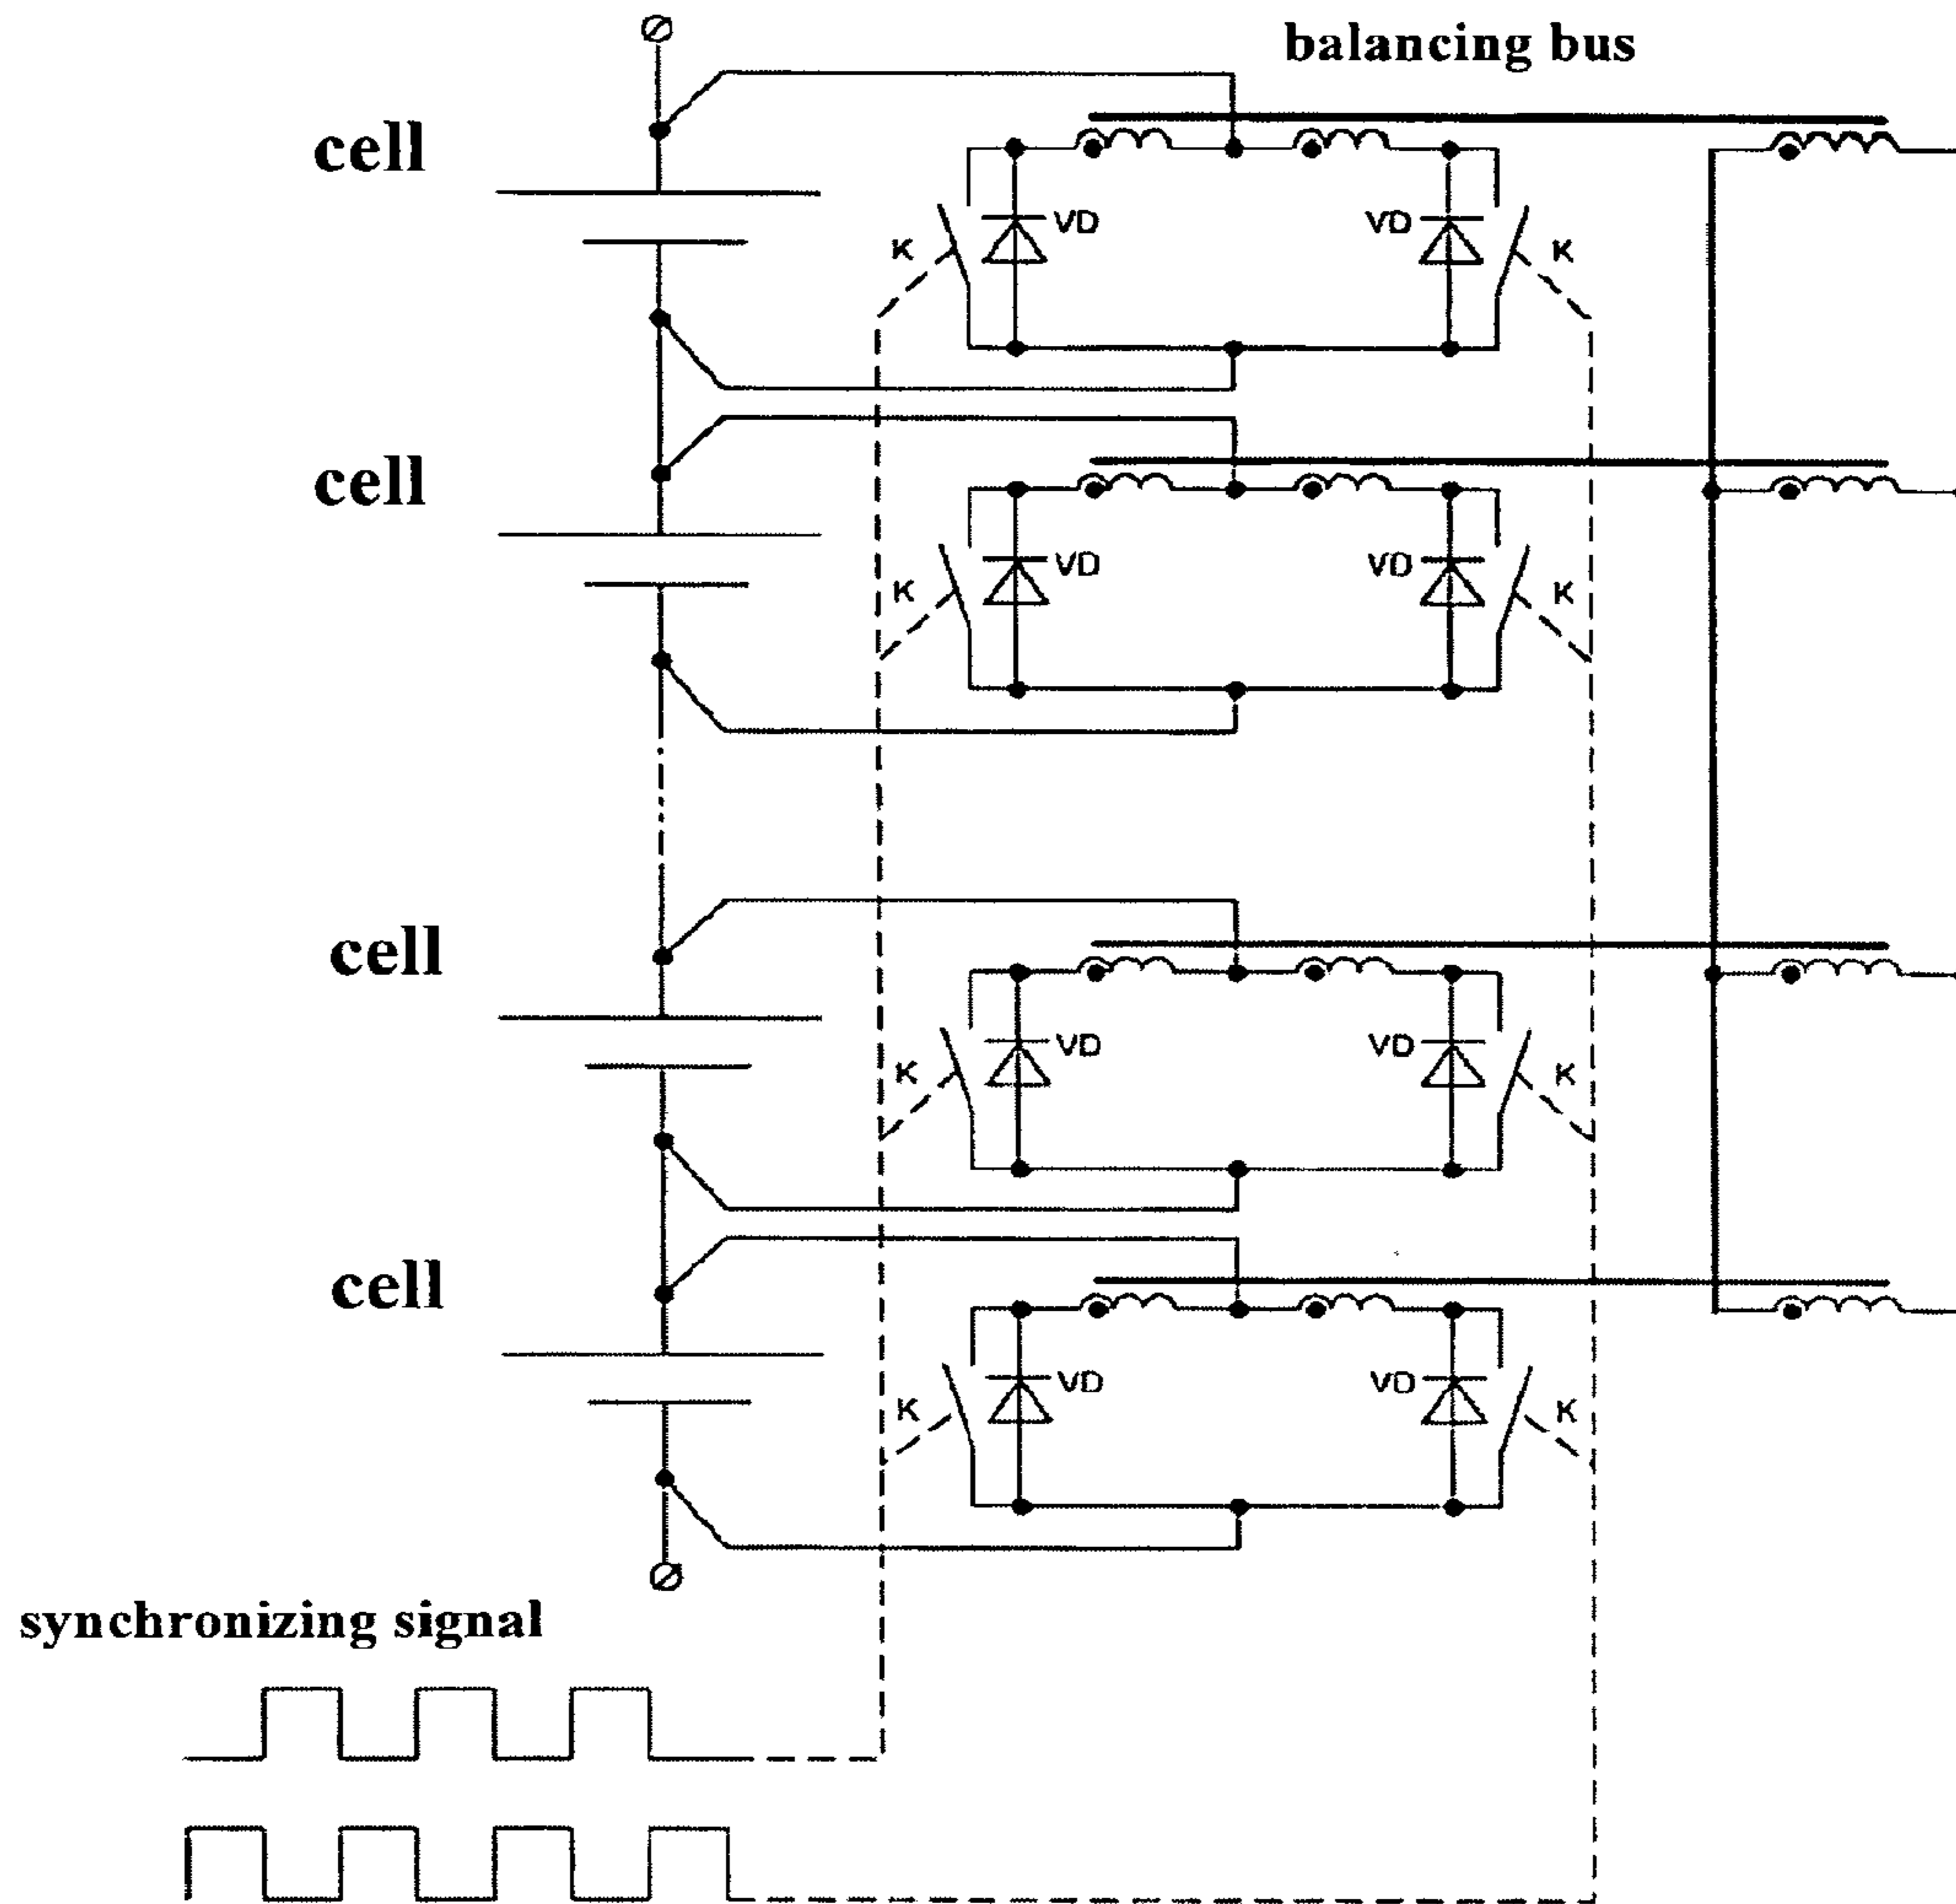 balancing bus
cell
K VD VD K
cell
K VD VD K
cell
K VD VD K
cell
K VD VD K
synchronizing signal